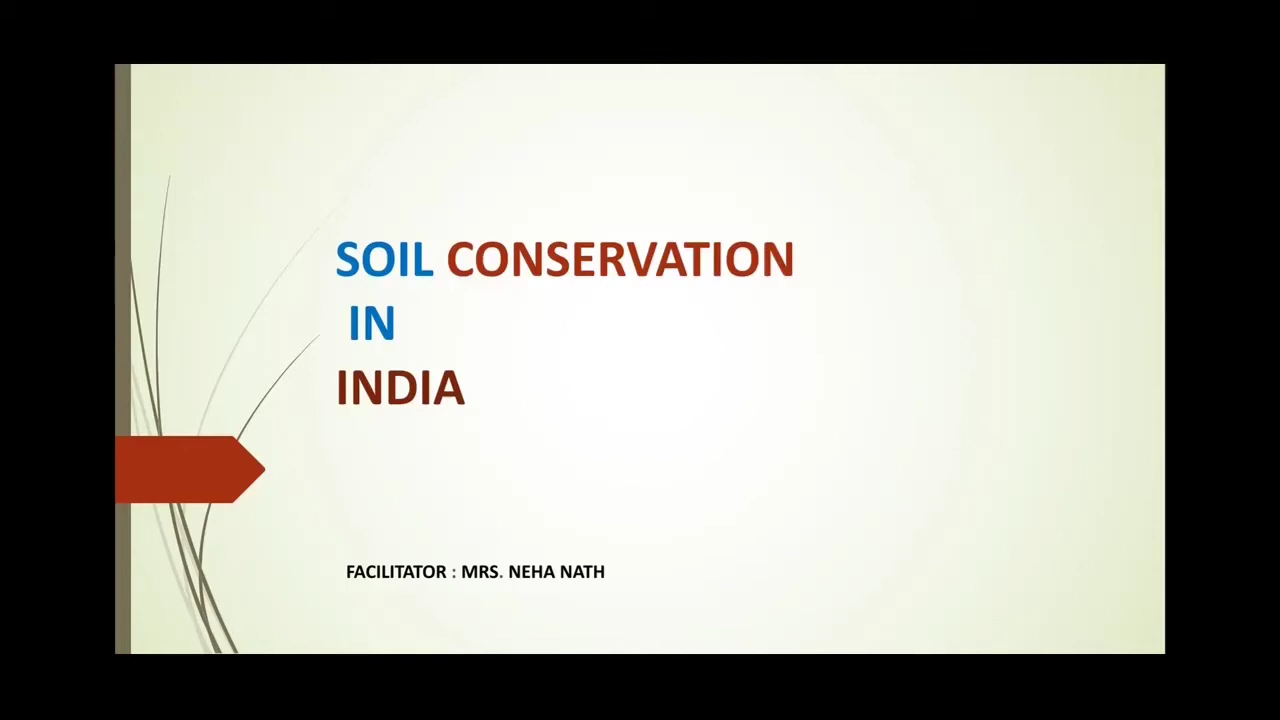 SOIL CONSERVATION
IN
INDIA
FACILITATOR : MRS. NEHA NATH